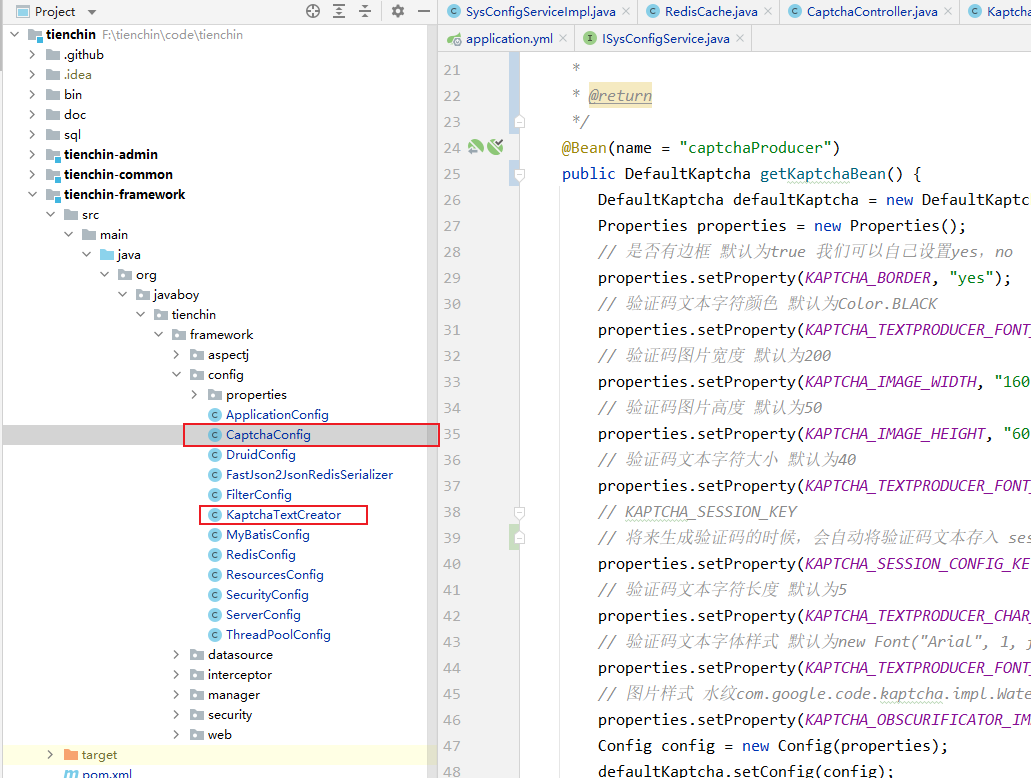 Project
tienchin F:\tienchin\code\tienchin
.github
.idea
bin
doc
sql
tienchin-admin
tienchin-common
tienchin-framework
src
main
java
org
javaboy
tienchin
framework
aspectj
config
properties
ApplicationConfig
CaptchaConfig
DruidConfig
FastJson2JsonRedisSerializer
FilterConfig
KaptchaTextCreator
MyBatisConfig
RedisConfig
ResourcesConfig
SecurityConfig
ServerConfig
ThreadPoolConfig
datasource
interceptor
manager
security
web
target
pom.xml
SysConfigServiceImpl.java RedisCache.java CaptchaController.java Kaptcha
application.yml ISysConfigService.java
21 *
22 * @return
23 */
24 @Bean(name = "captchaProducer")
25 public DefaultKaptcha getKaptchaBean() {
26 DefaultKaptcha defaultKaptcha = new DefaultKaptc
27 Properties properties = new Properties();
28 // 是否有边框 默认为true 我们可以自己设置yes，no
29 properties.setProperty(KAPTCHA_BORDER, "yes");
30 // 验证码文本字符颜色 默认为Color.BLACK
31 properties.setProperty(KAPTCHA_TEXTPRODUCER_FONT_
32 // 验证码图片宽度 默认为200
33 properties.setProperty(KAPTCHA_IMAGE_WIDTH, "160
34 // 验证码图片高度 默认为50
35 properties.setProperty(KAPTCHA_IMAGE_HEIGHT, "60
36 // 验证码文本字符大小 默认为40
37 properties.setProperty(KAPTCHA_TEXTPRODUCER_FONT_
38 // KAPTCHA_SESSION_KEY
39 // 将来生成验证码的时候，会自动将验证码文本存入 ses
40 properties.setProperty(KAPTCHA_SESSION_CONFIG_KE
41 // 验证码文本字符长度 默认为5
42 properties.setProperty(KAPTCHA_TEXTPRODUCER_CHAR_
43 // 验证码文本字体样式 默认为new Font("Arial", 1, f
44 properties.setProperty(KAPTCHA_TEXTPRODUCER_FONT_
45 // 图片样式 水纹com.google.code.kaptcha.impl.Wate
46 properties.setProperty(KAPTCHA_OBSCURIFICATOR_IM
47 Config config = new Config(properties);
48 defaultKaptcha.setConfig(config);